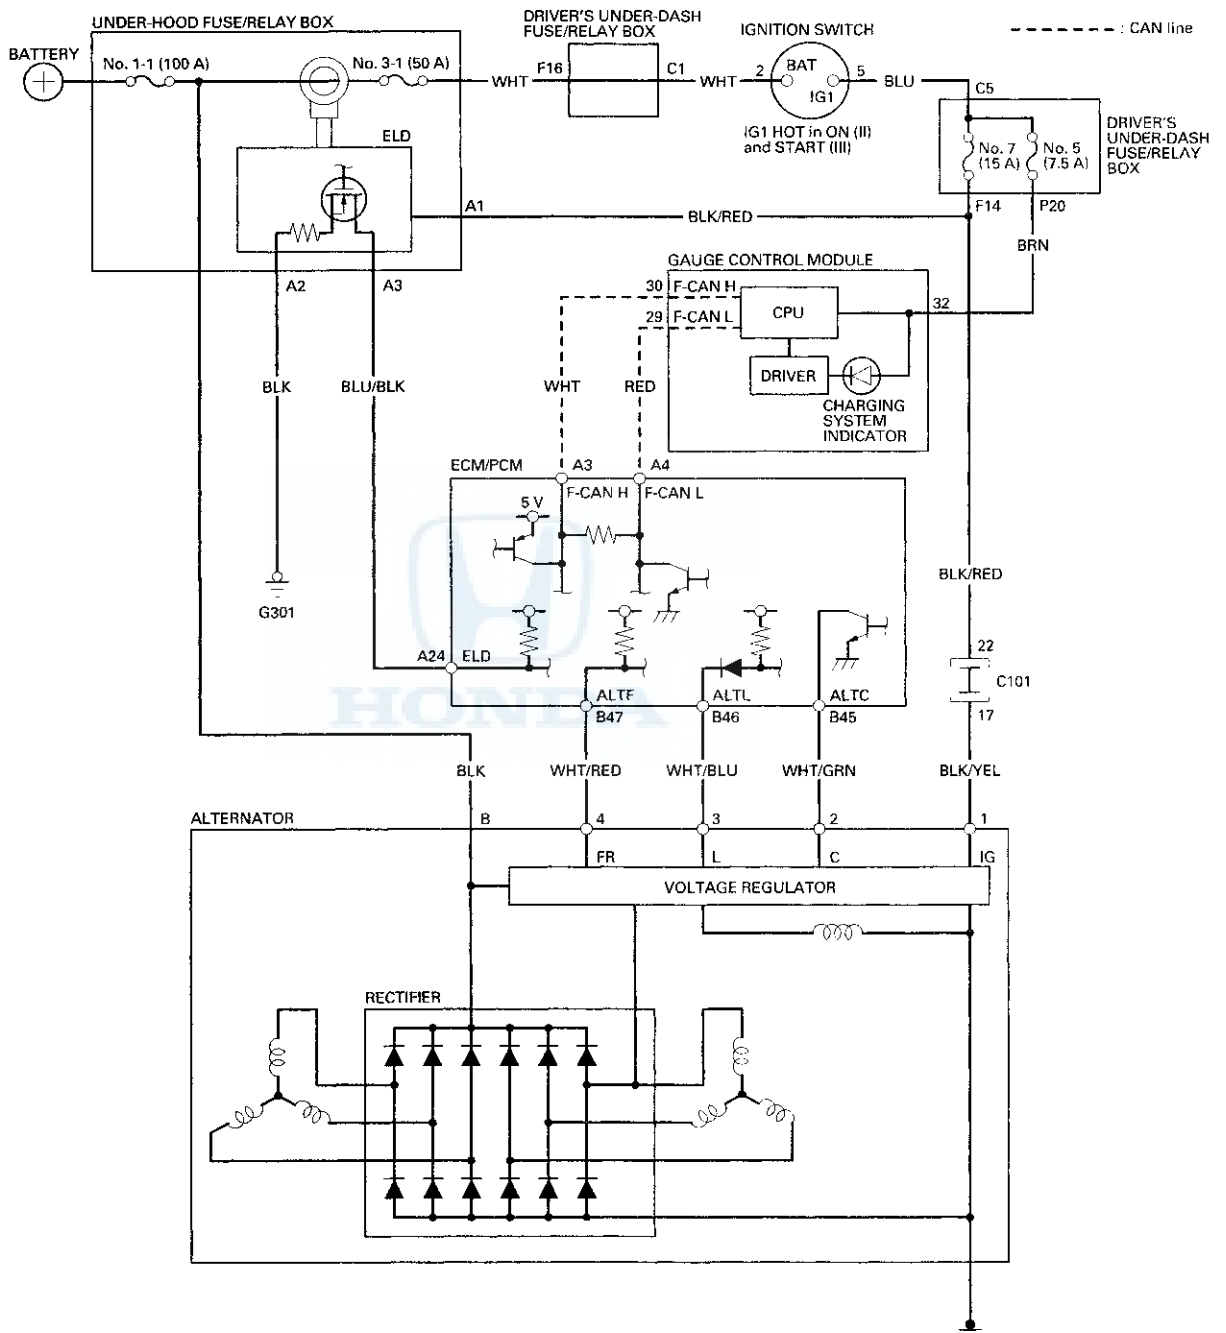 UNDER-HOOD FUSE/RELAY BOX
DRIVER'S UNDER-DASH
FUSE/RELAY BOX
IGNITION SWITCH
: CAN line
BATTERY
No. 1-1 (100 A)
No. 3-1 (50 A)
WHT
F16
C1
WHT
2
BAT
IG1
5
BLU
C5
IG1 HOT in ON (II)
and START (III)
No. 7
(15 A)
No. 5
(7.5 A)
DRIVER'S
UNDER-DASH
FUSE/RELAY
BOX
ELD
A1
BLK/RED
F14
P20
BRN
A2
A3
GAUGE CONTROL MODULE
30
F-CAN H
29
F-CAN L
CPU
32
DRIVER
CHARGING
SYSTEM
INDICATOR
BLK
BLU/BLK
WHT
RED
ECM/PCM
A3
A4
F-CAN H
F-CAN L
5 V
G301
BLK/RED
A24
ELD
22
C101
17
HONDA
ALTF
ALTL
ALTC
B47
B46
B45
BLK
WHT/RED
WHT/BLU
WHT/GRN
BLK/YEL
ALTERNATOR
B
4
3
2
1
FR
L
C
IG
VOLTAGE REGULATOR
RECTIFIER